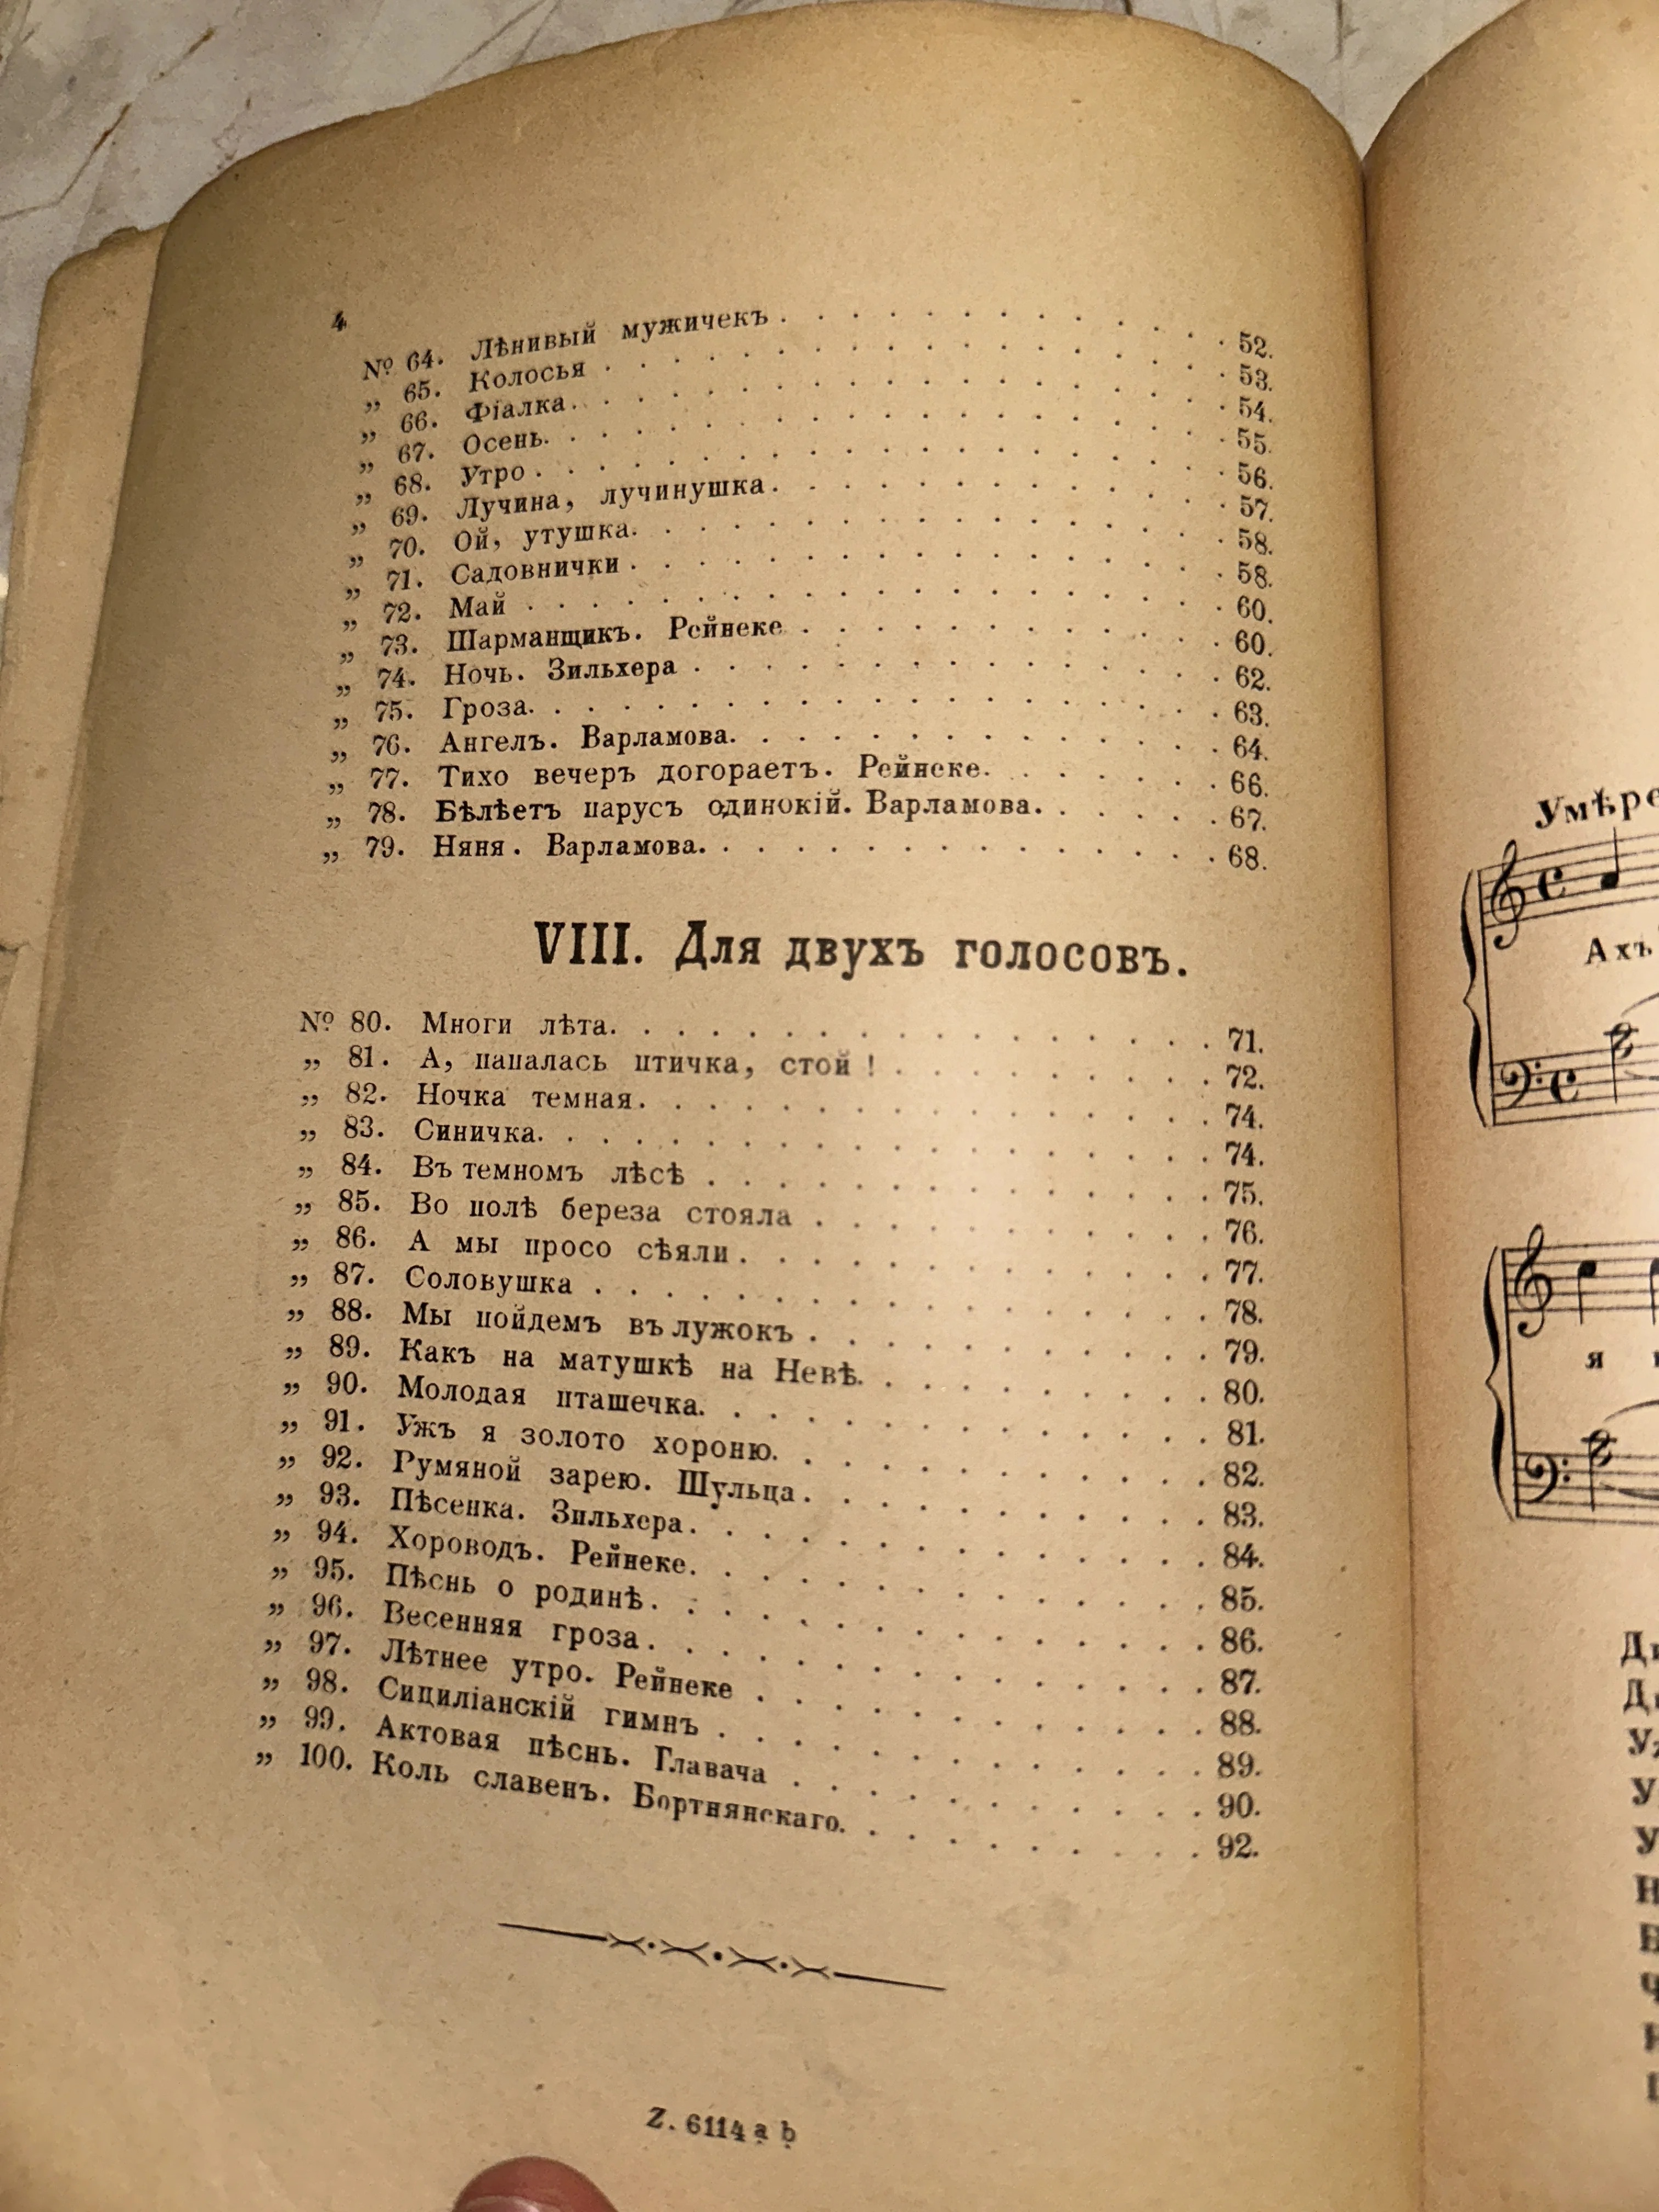 4
№ 64. Лѣнивый мужичекъ . . . . . . . . . . . . 52.
„ 65. Колосья . . . . . . . . . . . . . . . . 53.
„ 66. Фіалка. . . . . . . . . . . . . . . . . 54.
„ 67. Осень. . . . . . . . . . . . . . . . . 55.
„ 68. Утро . . . . . . . . . . . . . . . . . 56.
„ 69. Лучина, лучинушка. . . . . . . . . . . . 57.
„ 70. Ой, утушка. . . . . . . . . . . . . . . 58.
„ 71. Садовнички . . . . . . . . . . . . . . . 58.
„ 72. Май . . . . . . . . . . . . . . . . . . 60.
„ 73. Шарманщикъ. Рейнеке . . . . . . . . . . . 60.
„ 74. Ночь. Зильхера . . . . . . . . . . . . . 62.
„ 75. Гроза. . . . . . . . . . . . . . . . . 63.
„ 76. Ангелъ. Варламова. . . . . . . . . . . . 64.
„ 77. Тихо вечеръ догораетъ. Рейнеке. . . . . . . 66.
„ 78. Бѣлѣетъ парусъ одинокій. Варламова. . . . . . 67.
„ 79. Няня. Варламова. . . . . . . . . . . . . 68.
VIII. Для двухъ голосовъ.
№ 80. Многи лѣта. . . . . . . . . . . . . . . . 71.
„ 81. А, папалась птичка, стой! . . . . . . . . . 72.
„ 82. Ночка темная. . . . . . . . . . . . . . . 74.
„ 83. Синичка. . . . . . . . . . . . . . . . . 74.
„ 84. Въ темномъ лѣсѣ . . . . . . . . . . . . . 75.
„ 85. Во полѣ береза стояла . . . . . . . . . . . 76.
„ 86. А мы просо сѣяли . . . . . . . . . . . . . 77.
„ 87. Соловушка . . . . . . . . . . . . . . . . 78.
„ 88. Мы пойдемъ въ лужокъ . . . . . . . . . . . 79.
„ 89. Какъ на матушкѣ на Невѣ. . . . . . . . . . 80.
„ 90. Молодая пташечка. . . . . . . . . . . . . 81.
„ 91. Ужъ я золото хороню. . . . . . . . . . . . 82.
„ 92. Румяной зарею. Шульца . . . . . . . . . . . 83.
„ 93. Пѣсенка. Зильхера. . . . . . . . . . . . . 84.
„ 94. Хороводъ. Рейнеке. . . . . . . . . . . . . 85.
„ 95. Пѣснь о родинѣ. . . . . . . . . . . . . . 86.
„ 96. Весенняя гроза. . . . . . . . . . . . . . 87.
„ 97. Лѣтнее утро. Рейнеке . . . . . . . . . . . 88.
„ 98. Сициліанскій гимнъ . . . . . . . . . . . . 89.
„ 99. Актовая пѣснь. Главача . . . . . . . . . . 90.
„ 100. Коль славенъ. Бортнянскаго. . . . . . . . . 92.
Z. 6114 a b
Ахъ
я